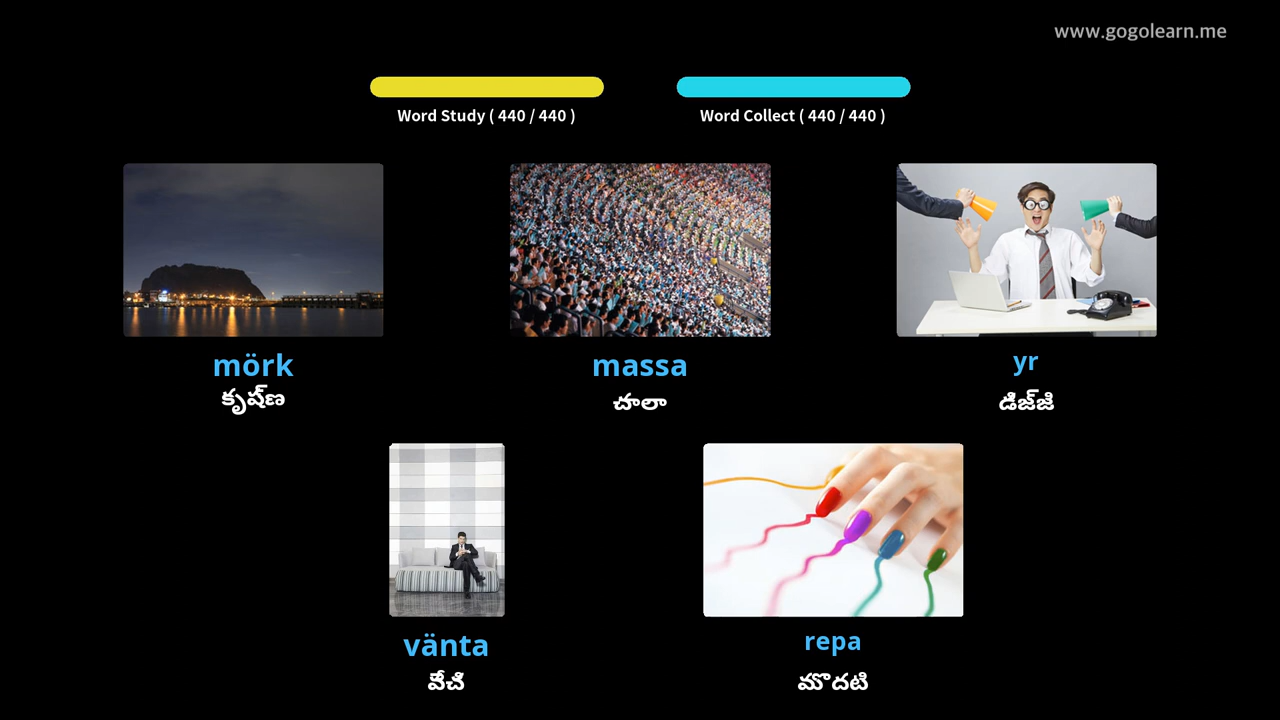 www.gogolearn.me
Word Study ( 440 / 440 )
Word Collect ( 440 / 440 )
mörk
massa
yr
కృష్ణ
చాలా
డిజ్జి
vänta
repa
వేచి
మొదటి